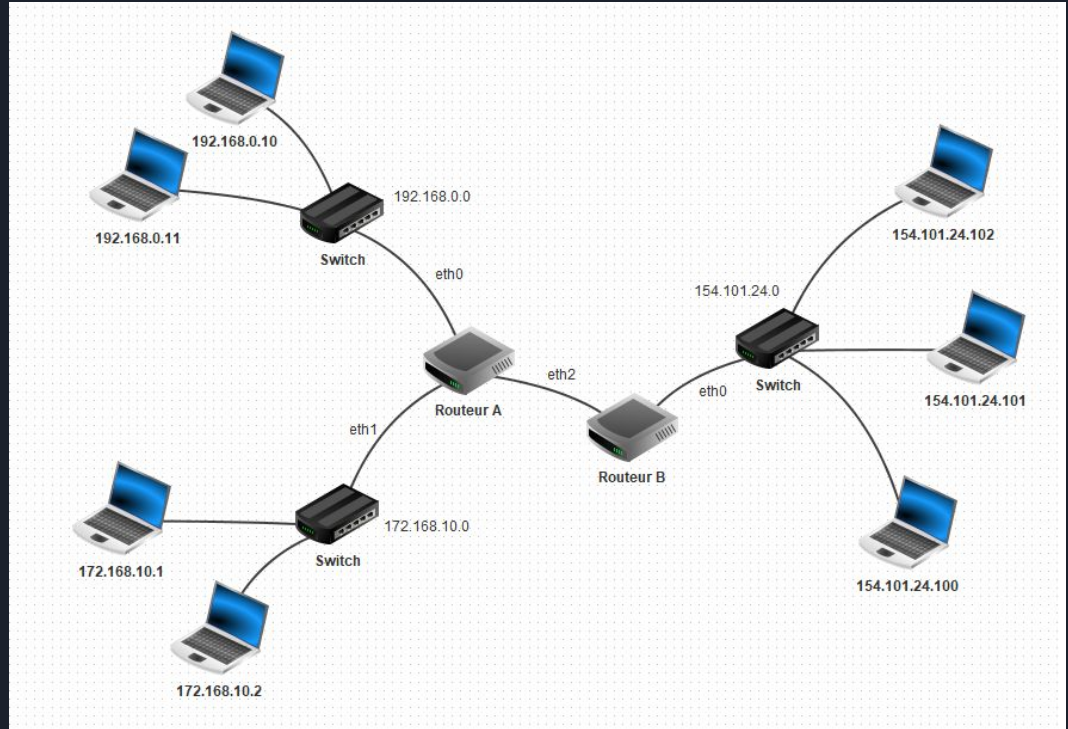 192.168.0.10
192.168.0.11
192.168.0.0
Switch
eth0
Routeur A
eth1
eth2
172.168.10.0
Switch
172.168.10.1
172.168.10.2
Routeur B
eth0
154.101.24.0
Switch
154.101.24.102
154.101.24.101
154.101.24.100